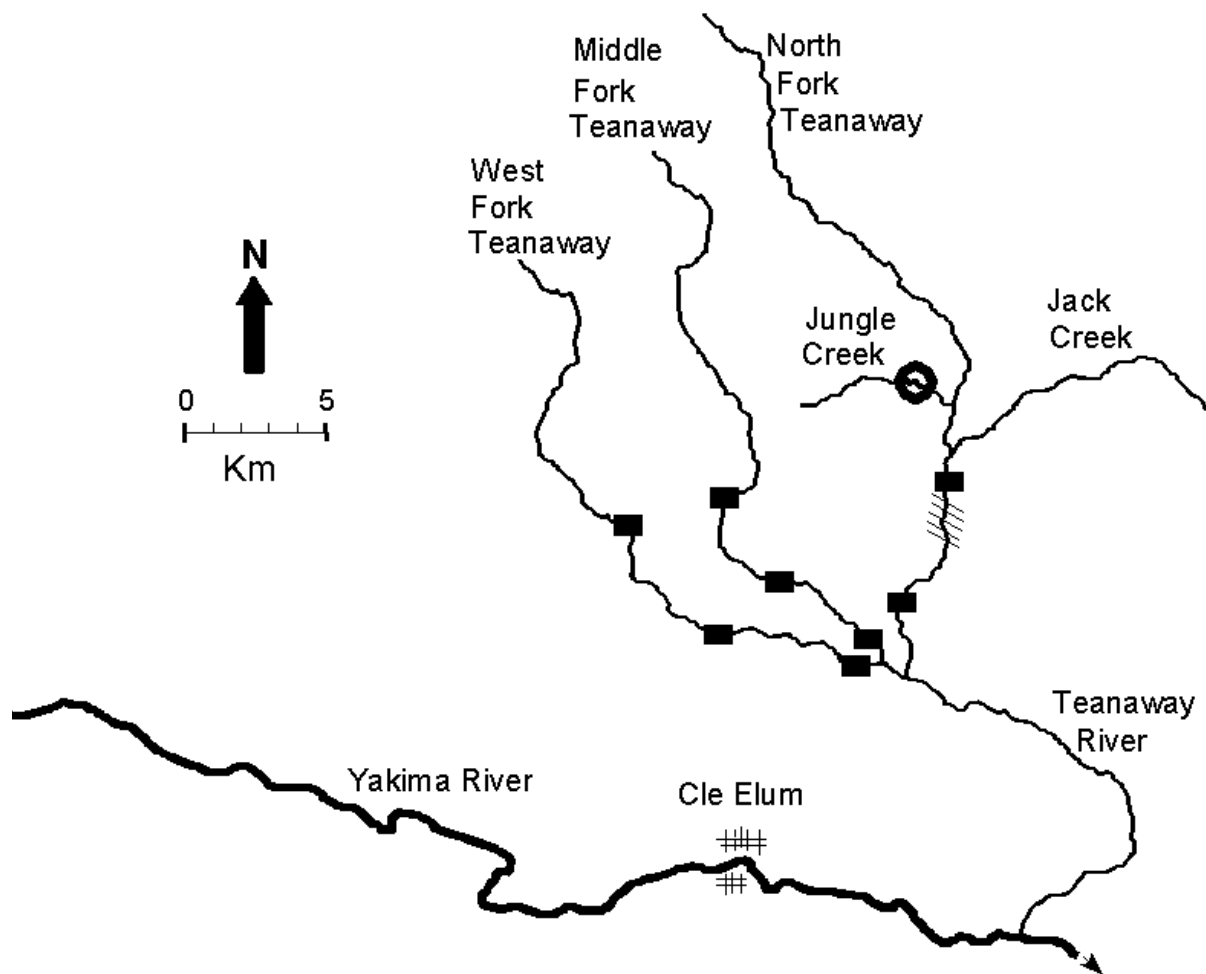 Middle
Fork
Teanaway
North
Fork
Teanaway
West
Fork
Teanaway
N
0 5
Km
Jungle
Creek
Jack
Creek
Teanaway
River
Yakima River
Cle Elum